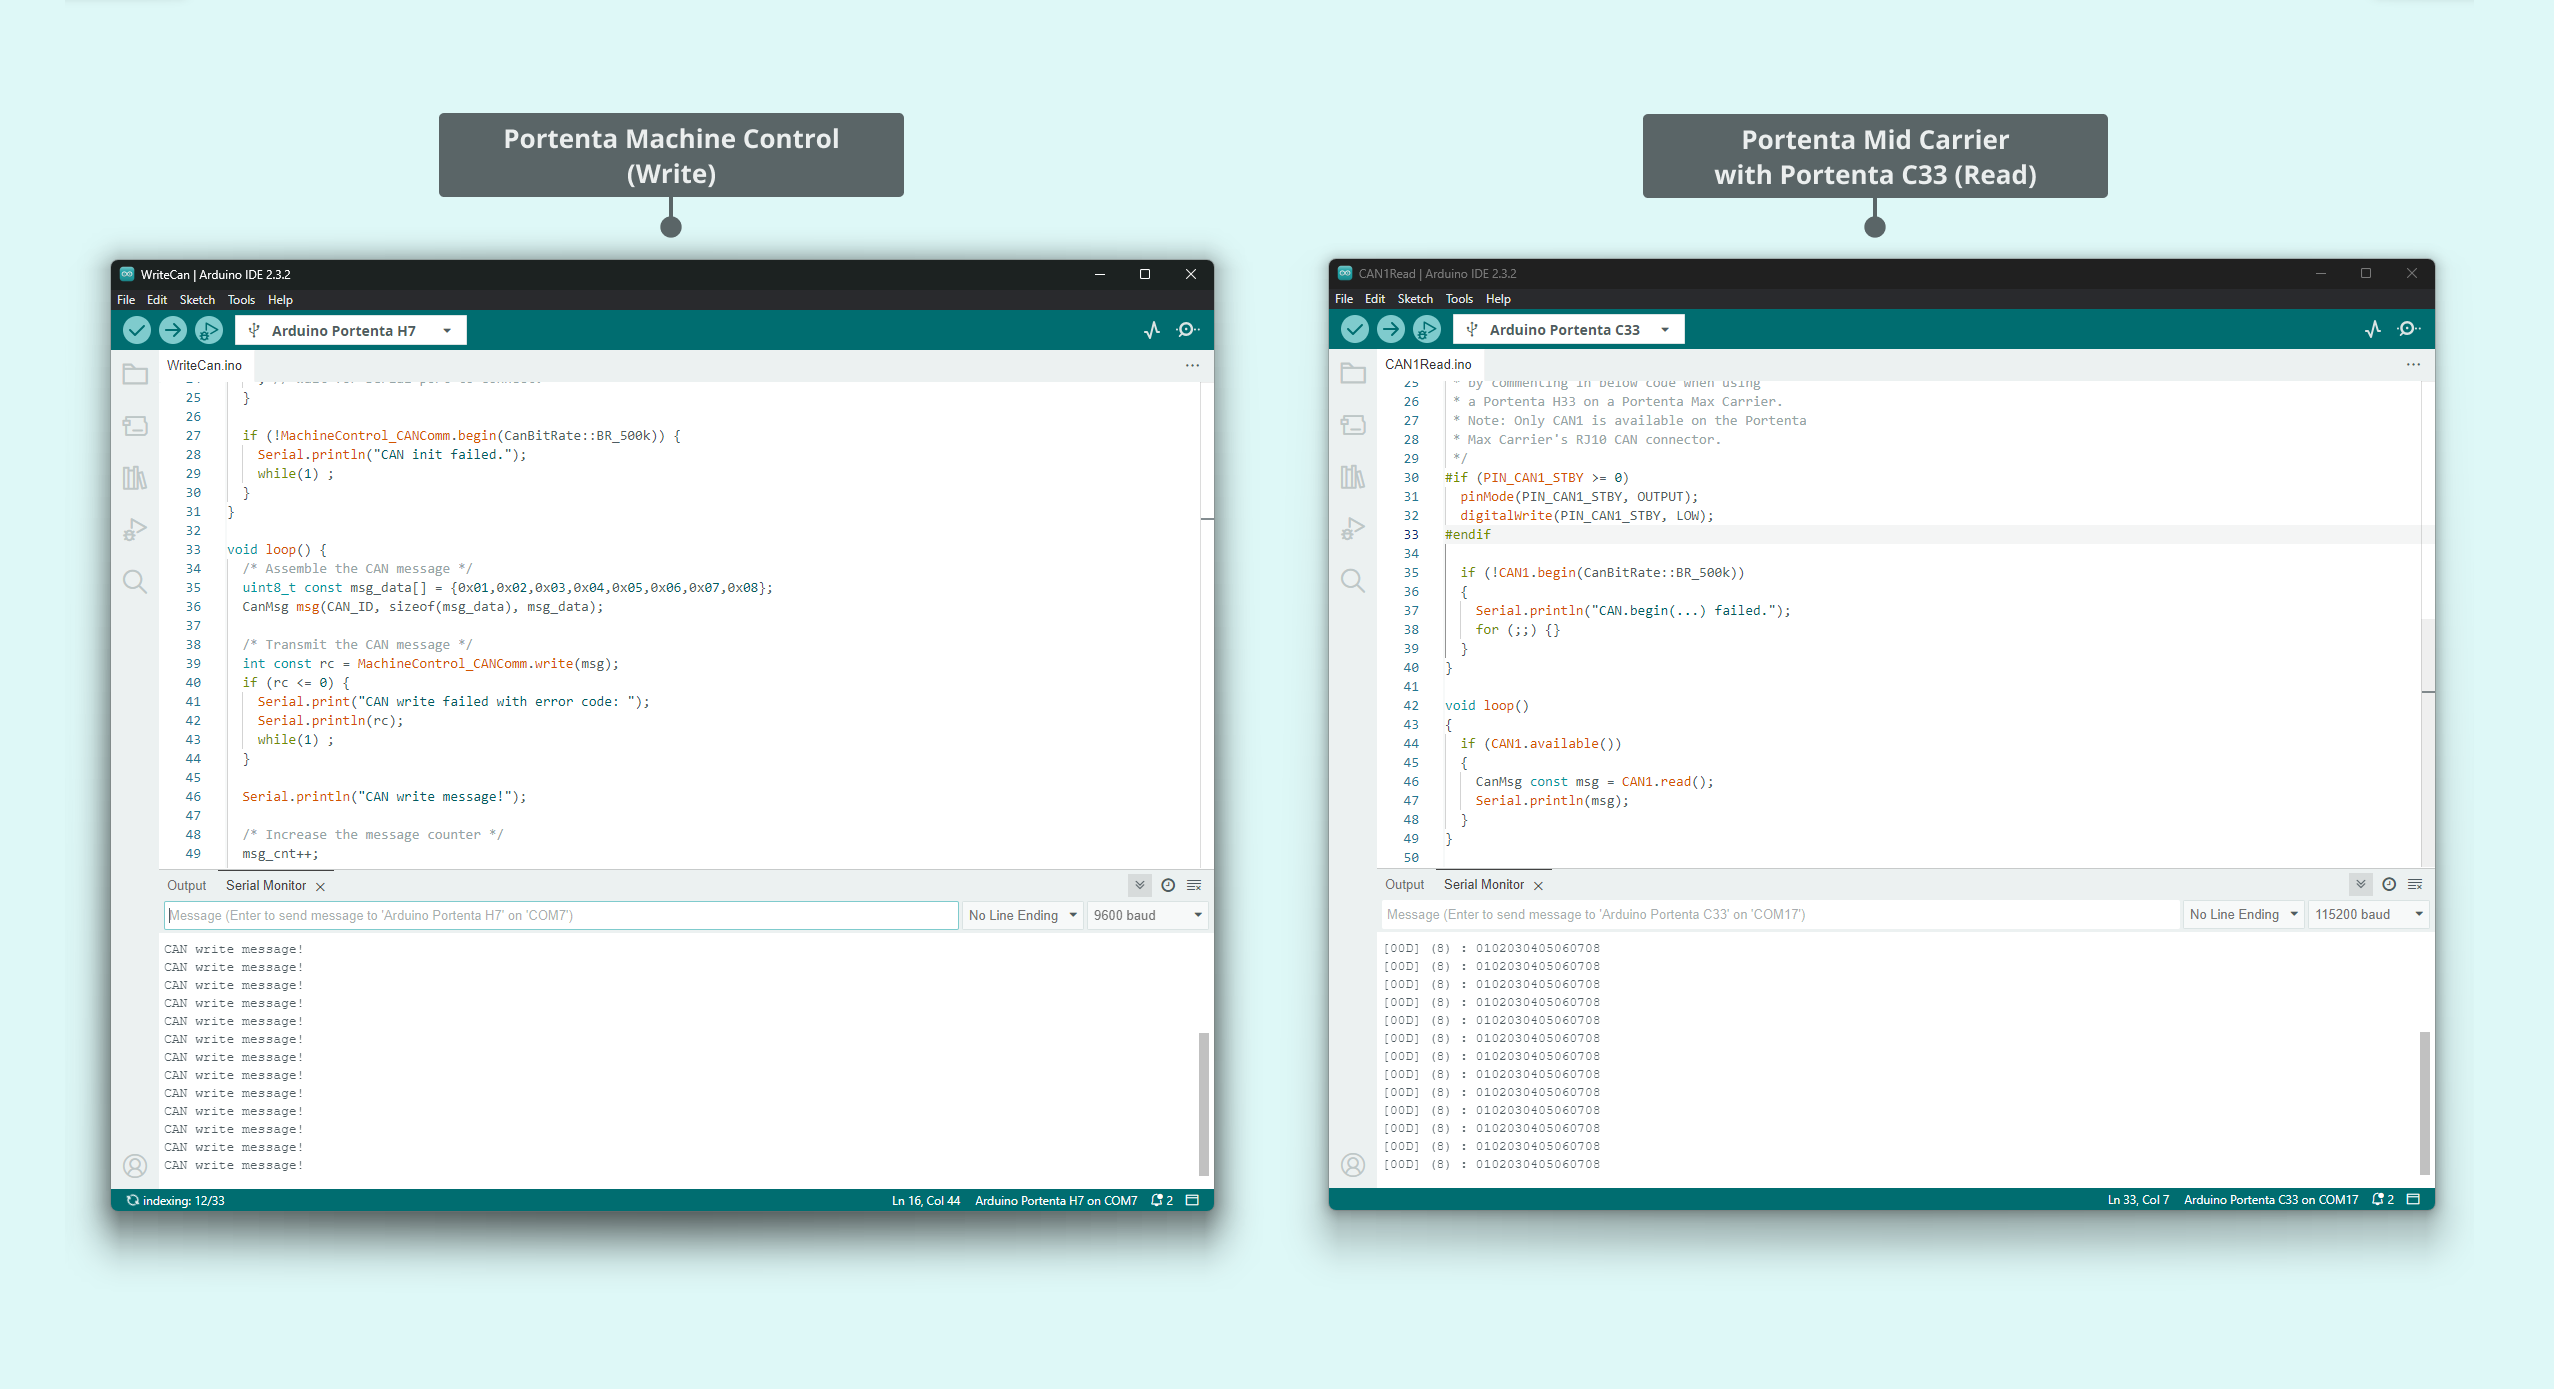 Portenta Machine Control
(Write)
Portenta Mid Carrier
with Portenta C33 (Read)
WriteCan | Arduino IDE 2.3.2
File Edit Sketch Tools Help
Arduino Portenta H7
WriteCan.ino
25 }
26
27 if (!MachineControl_CANComm.begin(CanBitRate::BR_500k)) {
28 Serial.println("CAN init failed.");
29 while(1) ;
30 }
31 }
32
33 void loop() {
34 /* Assemble the CAN message */
35 uint8_t const msg_data[] = {0x01,0x02,0x03,0x04,0x05,0x06,0x07,0x08};
36 CanMsg msg(CAN_ID, sizeof(msg_data), msg_data);
37
38 /* Transmit the CAN message */
39 int const rc = MachineControl_CANComm.write(msg);
40 if (rc <= 0) {
41 Serial.print("CAN write failed with error code: ");
42 Serial.println(rc);
43 while(1) ;
44 }
45
46 Serial.println("CAN write message!");
47
48 /* Increase the message counter */
49 msg_cnt++;
Output Serial Monitor
Message (Enter to send message to 'Arduino Portenta H7' on 'COM7') No Line Ending 9600 baud
CAN write message!
CAN write message!
CAN write message!
CAN write message!
CAN write message!
CAN write message!
CAN write message!
CAN write message!
CAN write message!
CAN write message!
CAN write message!
CAN write message!
CAN write message!
indexing: 12/33 Ln 16, Col 44 Arduino Portenta H7 on COM7 2
CAN1Read | Arduino IDE 2.3.2
File Edit Sketch Tools Help
Arduino Portenta C33
CAN1Read.ino
25 * by commenting in below code when using
26 * a Portenta H33 on a Portenta Max Carrier.
27 * Note: Only CAN1 is available on the Portenta
28 * Max Carrier's RJ10 CAN connector.
29 */
30 #if (PIN_CAN1_STBY >= 0)
31 pinMode(PIN_CAN1_STBY, OUTPUT);
32 digitalWrite(PIN_CAN1_STBY, LOW);
33 #endif
34
35 if (!CAN1.begin(CanBitRate::BR_500k))
36 {
37 Serial.println("CAN.begin(...) failed.");
38 for (;;) {}
39 }
40 }
41
42 void loop()
43 {
44 if (CAN1.available())
45 {
46 CanMsg const msg = CAN1.read();
47 Serial.println(msg);
48 }
49 }
50
Output Serial Monitor
Message (Enter to send message to 'Arduino Portenta C33' on 'COM17') No Line Ending 115200 baud
[00D] (8) : 0102030405060708
[00D] (8) : 0102030405060708
[00D] (8) : 0102030405060708
[00D] (8) : 0102030405060708
[00D] (8) : 0102030405060708
[00D] (8) : 0102030405060708
[00D] (8) : 0102030405060708
[00D] (8) : 0102030405060708
[00D] (8) : 0102030405060708
[00D] (8) : 0102030405060708
[00D] (8) : 0102030405060708
[00D] (8) : 0102030405060708
[00D] (8) : 0102030405060708
Ln 33, Col 7 Arduino Portenta C33 on COM17 2